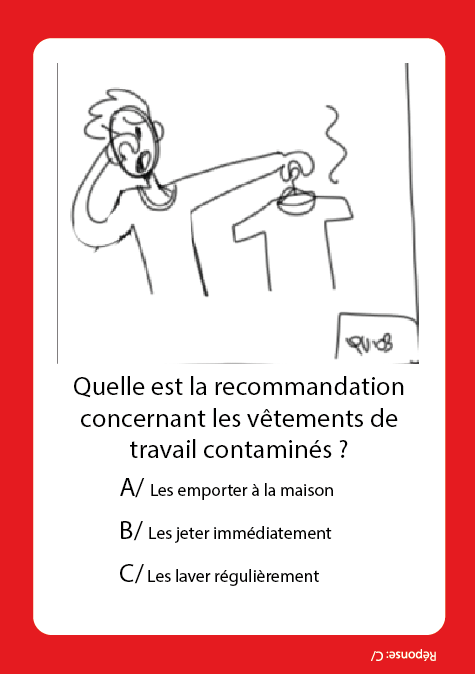 Quelle est la recommandation
concernant les vêtements de
travail contaminés ?
A/ Les emporter à la maison
B/ Les jeter immédiatement
C/ Les laver régulièrement
Réponse: C/